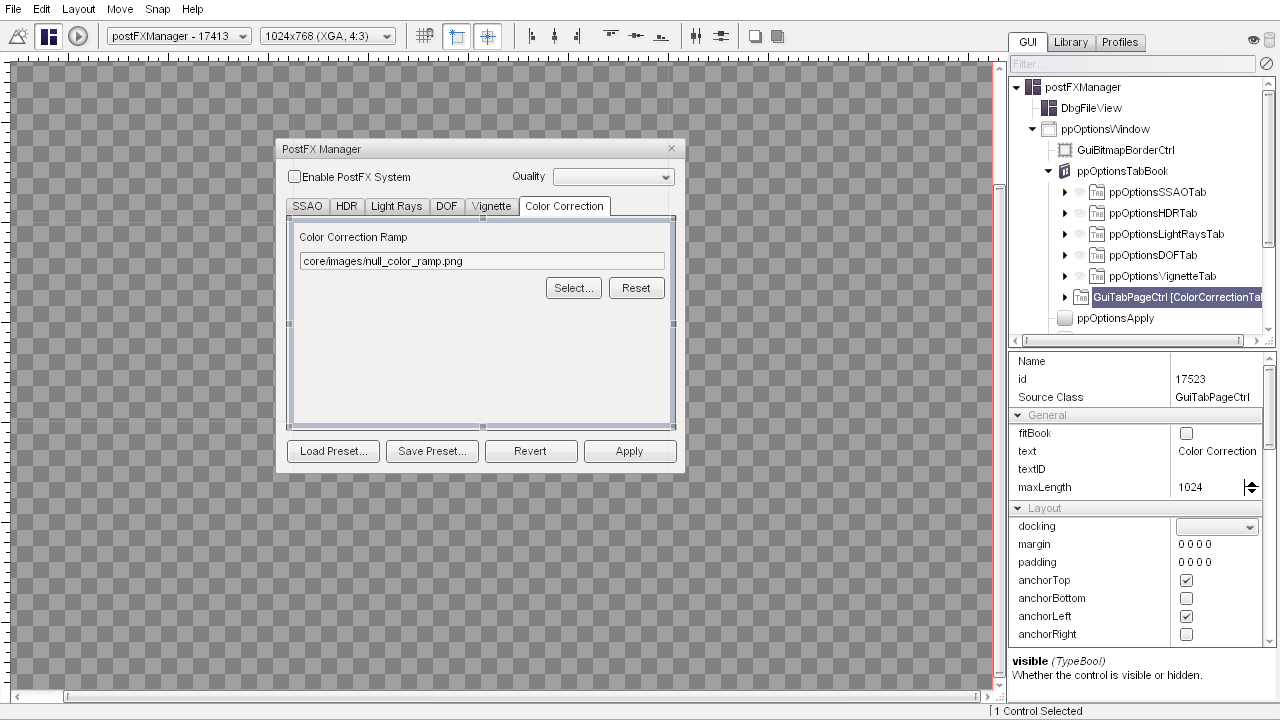 File Edit Layout Move Snap Help
postFXManager - 17413 1024x768 (XGA, 4:3)
GUI Library Profiles
Filter...
postFXManager
DbgFileView
ppOptionsWindow
GuiBitmapBorderCtrl
ppOptionsTabBook
ppOptionsSSAOTab
ppOptionsHDRTab
ppOptionsLightRaysTab
ppOptionsDOFTab
ppOptionsVignetteTab
GuiTabPageCtrl [ColorCorrectionTa
ppOptionsApply
PostFX Manager
Enable PostFX System Quality
SSAO HDR Light Rays DOF Vignette Color Correction
Color Correction Ramp
core/images/null_color_ramp.png
Select... Reset
Load Preset... Save Preset... Revert Apply
Name
id 17523
Source Class GuiTabPageCtrl
General
fitBook
text Color Correction
textID
maxLength 1024
Layout
docking
margin 0 0 0 0
padding 0 0 0 0
anchorTop
anchorBottom
anchorLeft
anchorRight
visible (TypeBool)
Whether the control is visible or hidden.
1 Control Selected